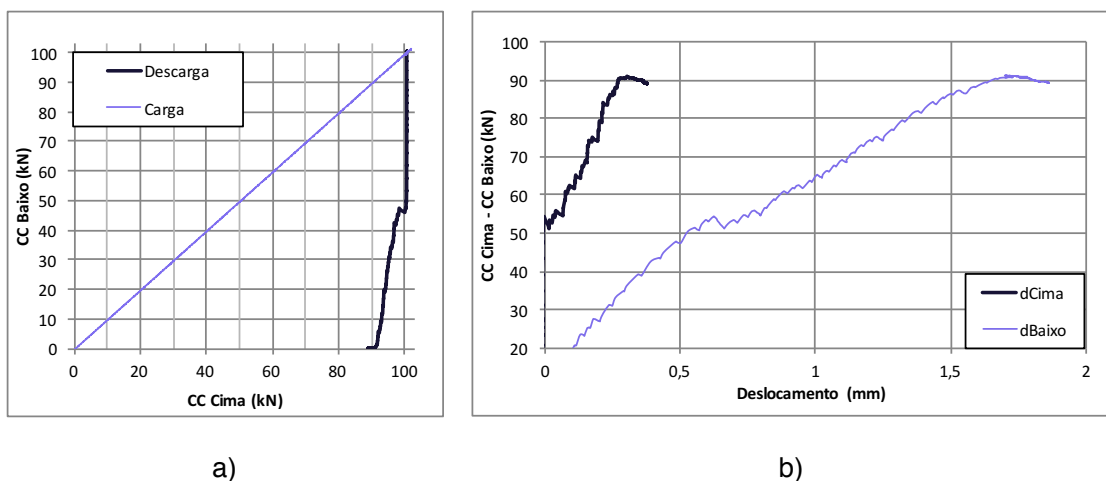 100
90
80
70
60
50
40
30
20
10
0
CC Baixo (kN)
Descarga
Carga
0 20 40 60 80 100
CC Cima (kN)
a)
100
90
80
70
60
50
40
30
20
CC Cima - CC Baixo (kN)
dCima
dBaixo
0 0,5 1 1,5 2
Deslocamento (mm)
b)